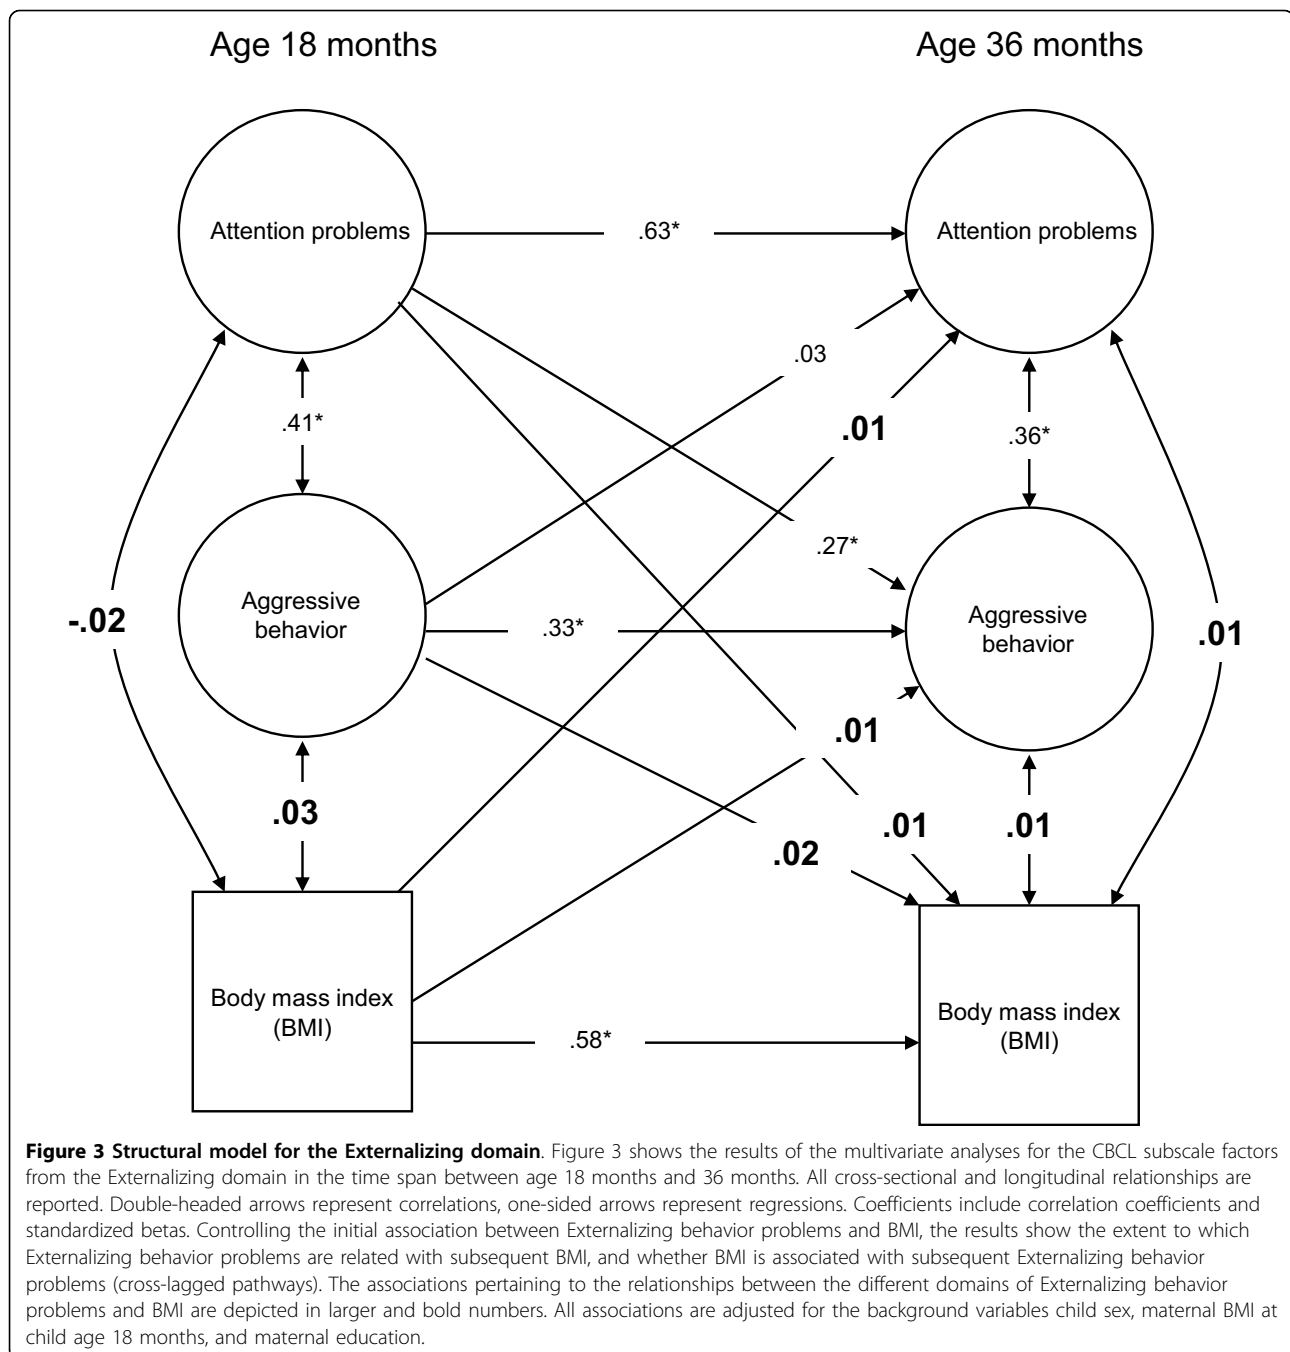 Age 18 months
Age 36 months
Attention problems
.63*
Attention problems
.03
.41*
.01
.36*
.27*
Aggressive
behavior
-.02
.33*
Aggressive
behavior
.01
.01
.03
.01
.01
.02
Body mass index
(BMI)
Body mass index
(BMI)
.58*
Figure 3 Structural model for the Externalizing domain. Figure 3 shows the results of the multivariate analyses for the CBCL subscale factors
from the Externalizing domain in the time span between age 18 months and 36 months. All cross-sectional and longitudinal relationships are
reported. Double-headed arrows represent correlations, one-sided arrows represent regressions. Coefficients include correlation coefficients and
standardized betas. Controlling the initial association between Externalizing behavior problems and BMI, the results show the extent to which
Externalizing behavior problems are related with subsequent BMI, and whether BMI is associated with subsequent Externalizing behavior
problems (cross-lagged pathways). The associations pertaining to the relationships between the different domains of Externalizing behavior
problems and BMI are depicted in larger and bold numbers. All associations are adjusted for the background variables child sex, maternal BMI at
child age 18 months, and maternal education.